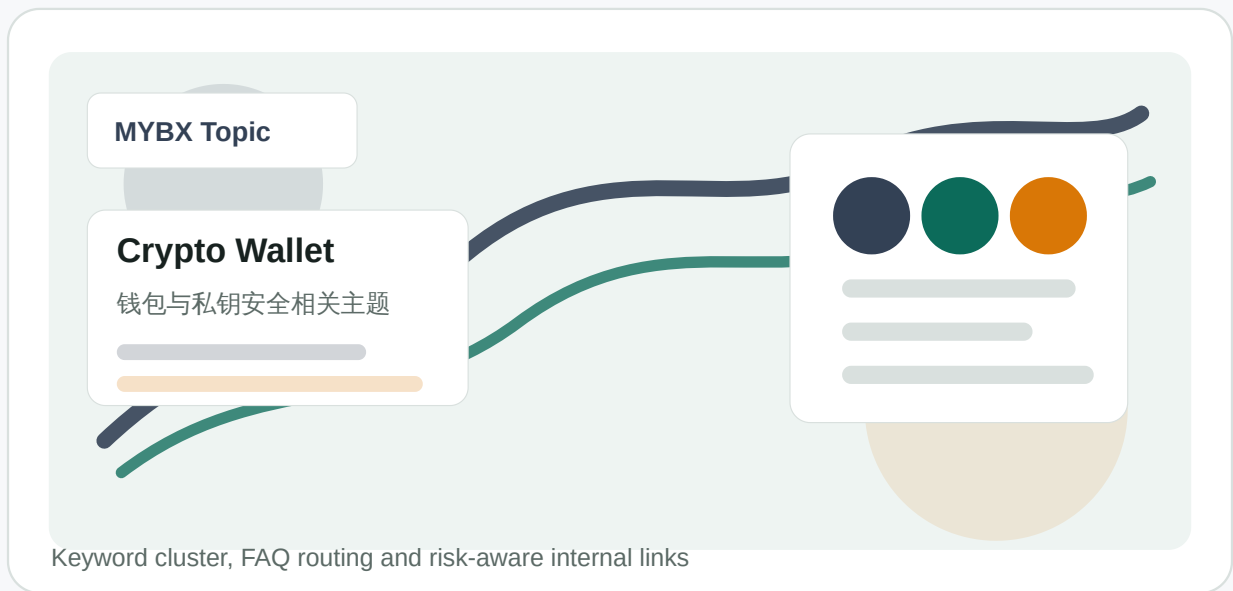 MYBX Topic
Crypto Wallet
钱包与私钥安全相关主题
Keyword cluster, FAQ routing and risk-aware internal links